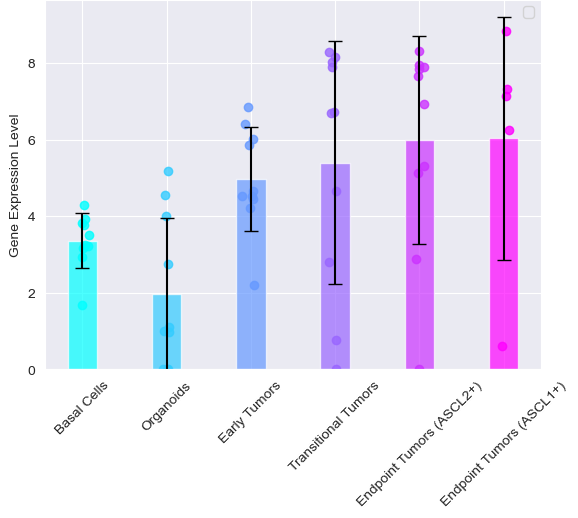 Gene Expression Level
8
6
4
2
0
Basal Cells
Organoids
Early Tumors
Transitional Tumors
Endpoint Tumors (ASCL2+)
Endpoint Tumors (ASCL1+)